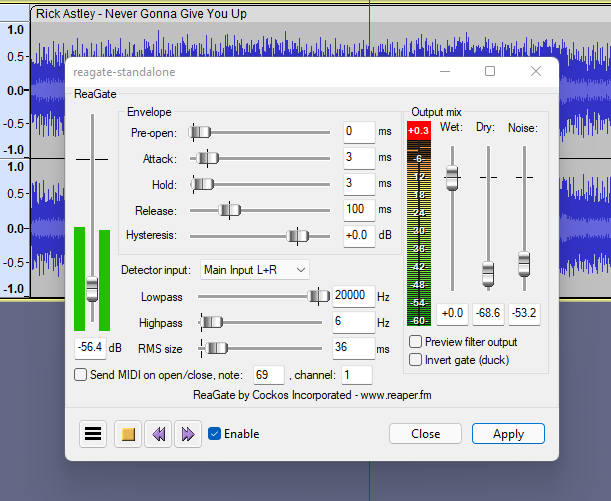 Rick Astley - Never Gonna Give You Up
1.0
0.5-
0.0-
-0.5-
-1.0
1.0
0.5-
0.0-
-0.5-
-1.0
reagate-standalone
ReaGate
-56.4 dB
Envelope
Pre-open: 0 ms
Attack: 3 ms
Hold: 3 ms
Release: 100 ms
Hysteresis: +0.0 dB
Detector input: Main Input L+R
Lowpass 20000 Hz
Highpass 6 Hz
RMS size 36 ms
Output mix
+0.3 Wet: Dry: Noise:
-6-
-12-
-18-
-24-
-30-
-36-
-42-
-48-
-54-
-60-
+0.0 -68.6 -53.2
Preview filter output
Invert gate (duck)
Send MIDI on open/close, note: 69 , channel: 1
ReaGate by Cockos Incorporated - www.reaper.fm
Enable
Close
Apply